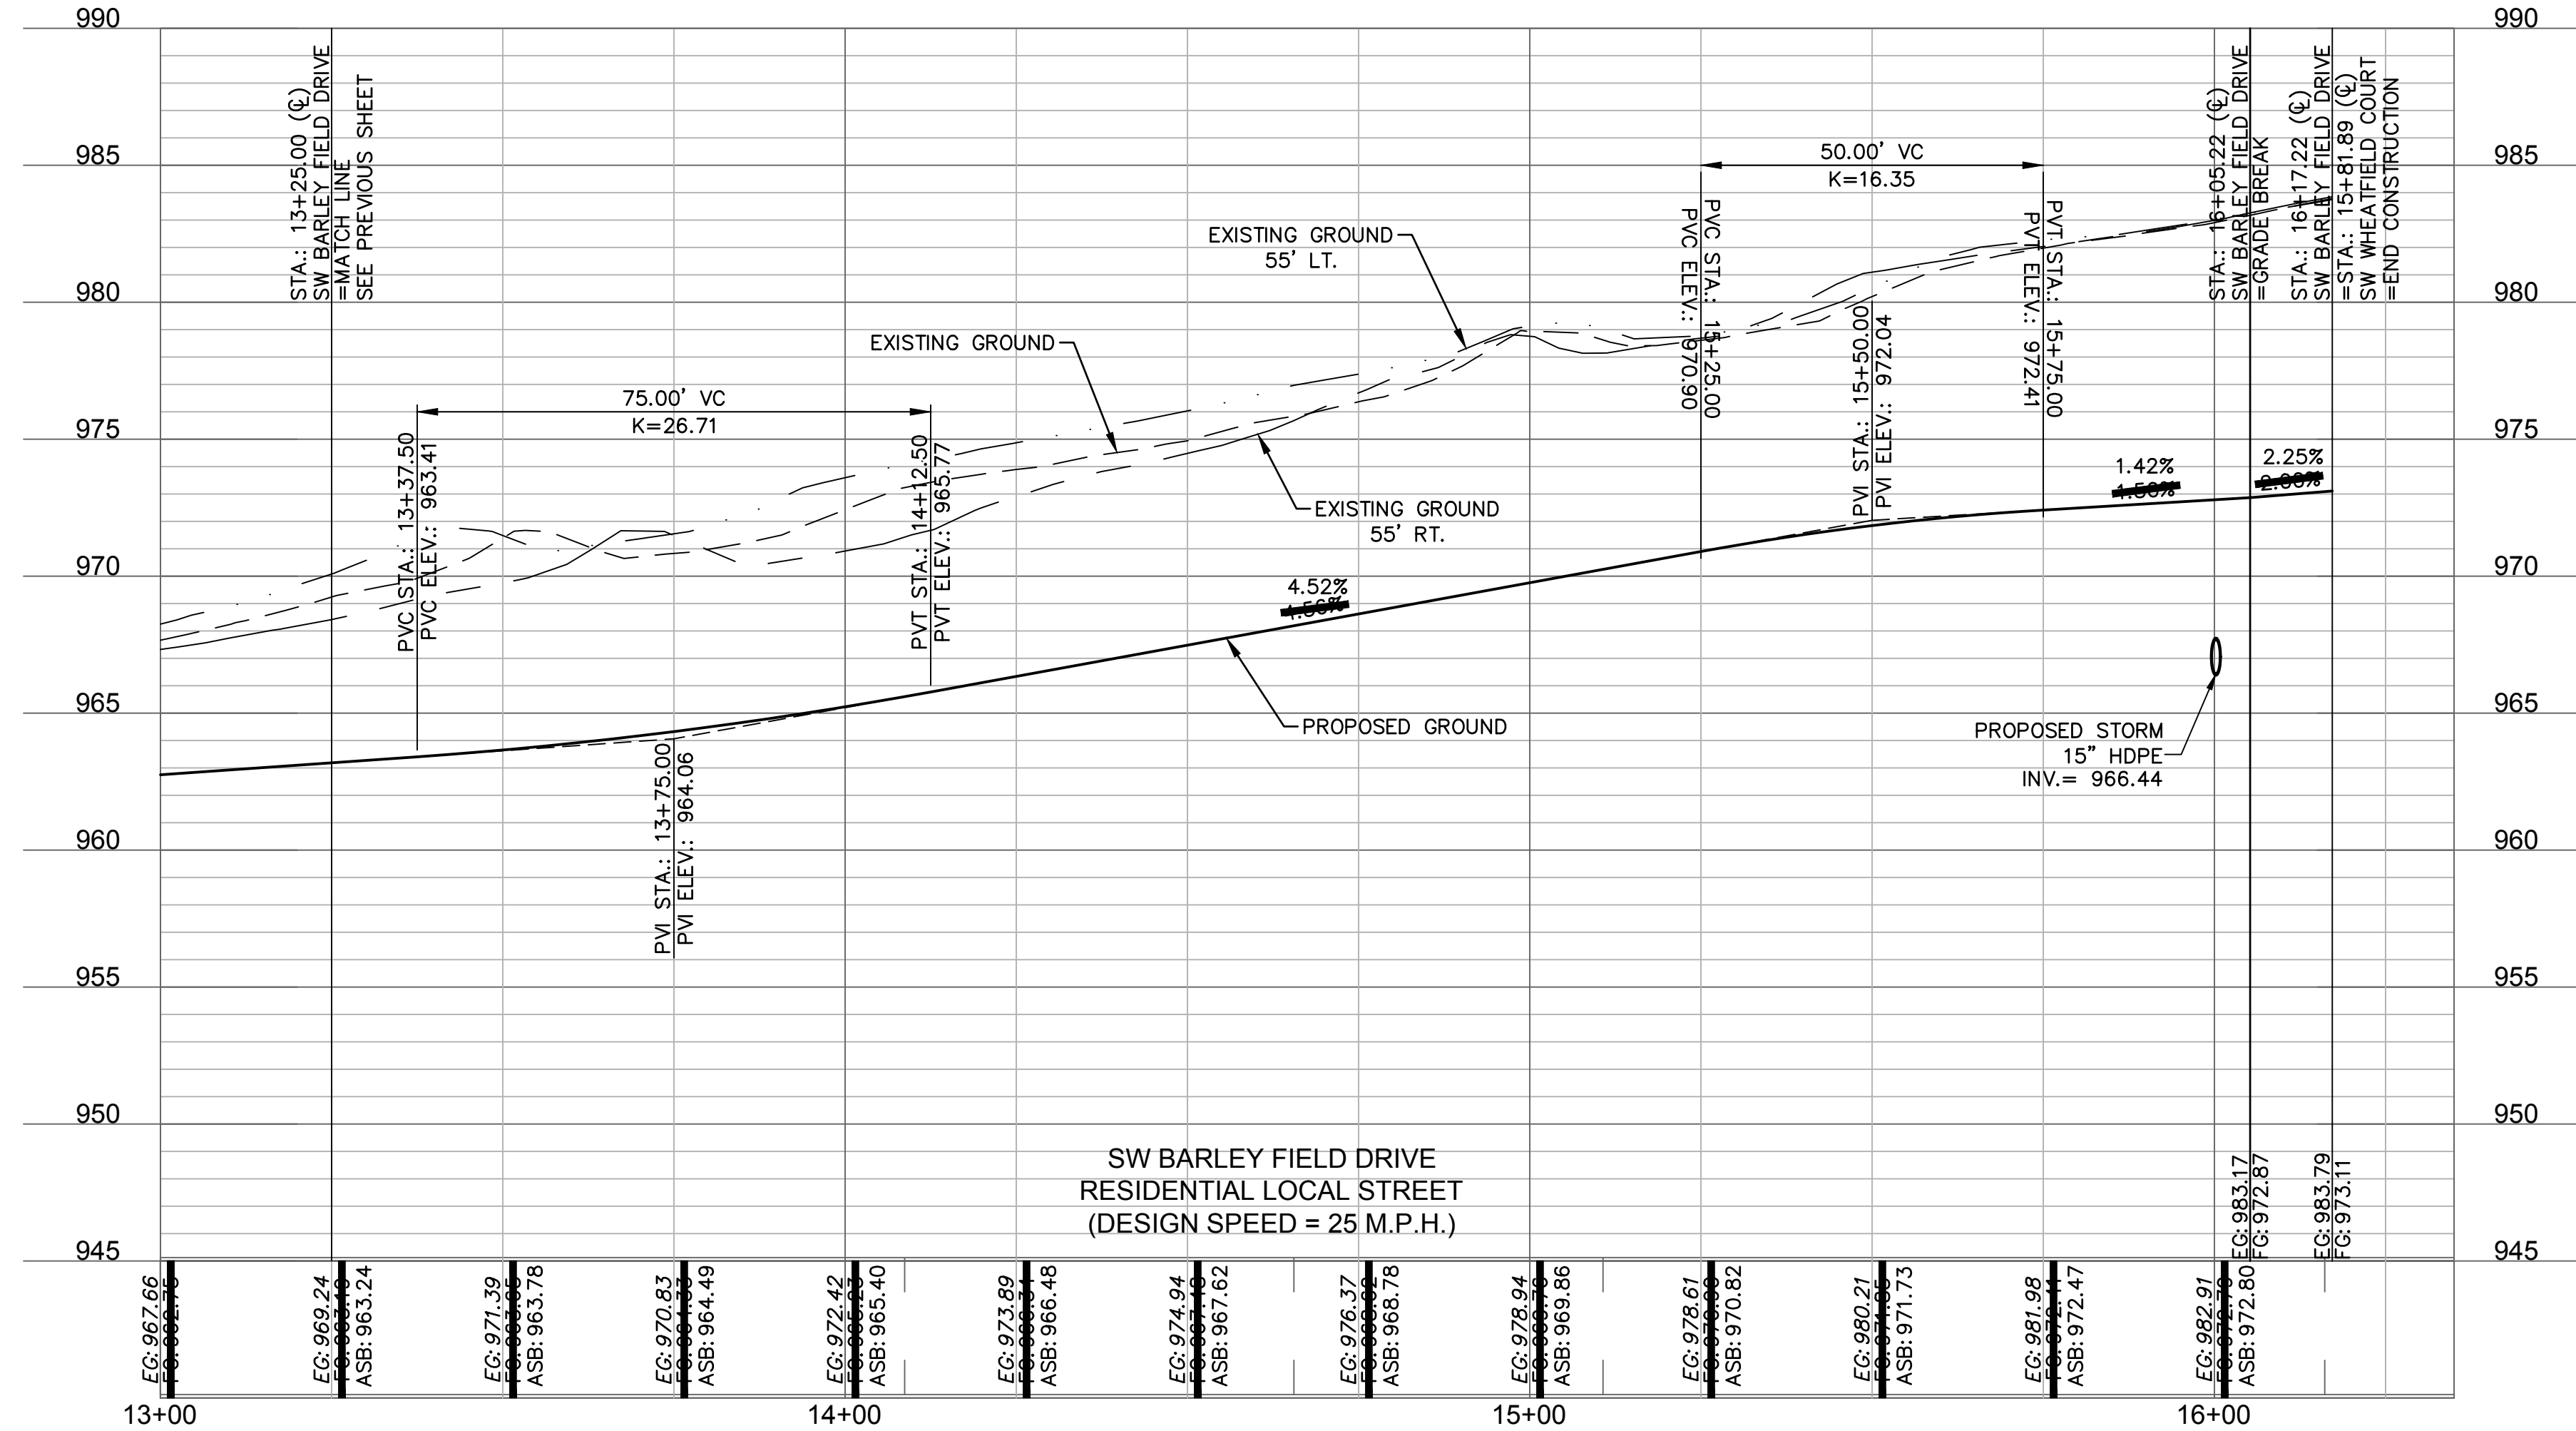 990
990
985
985
980
980
975
975
970
970
965
965
960
960
955
955
950
950
945
945
STA.: 13+25.00 (℄)
SW BARLEY FIELD DRIVE
=MATCH LINE
SEE PREVIOUS SHEET
75.00' VC
K=26.71
PVC STA.: 13+37.50
PVC ELEV.: 963.41
PVI STA.: 13+75.00
PVI ELEV.: 964.06
PVT STA.: 14+12.50
PVT ELEV.: 965.77
EXISTING GROUND
EXISTING GROUND
55' LT.
EXISTING GROUND
55' RT.
4.52%
PROPOSED GROUND
50.00' VC
K=16.35
PVC STA.: 15+25.00
PVC ELEV.: 970.90
PVI STA.: 15+50.00
PVI ELEV.: 972.04
PVT STA.: 15+75.00
PVT ELEV.: 972.41
1.42%
2.25%
STA.: 16+05.22 (℄)
SW BARLEY FIELD DRIVE
=GRADE BREAK
STA.: 16+17.22 (℄)
SW BARLEY FIELD DRIVE
=STA.: 15+81.89 (℄)
SW WHEATFIELD COURT
=END CONSTRUCTION
PROPOSED STORM
15" HDPE
INV.= 966.44
SW BARLEY FIELD DRIVE
RESIDENTIAL LOCAL STREET
(DESIGN SPEED = 25 M.P.H.)
EG:983.17
FG:972.87
EG:983.79
FG:973.11
EG: 967.66
EG: 969.24
ASB: 963.24
EG: 971.39
ASB: 963.78
EG: 970.83
ASB: 964.49
EG: 972.42
ASB: 965.40
EG: 973.89
ASB: 966.48
EG: 974.94
ASB: 967.62
EG: 976.37
ASB: 968.78
EG: 978.94
ASB: 969.86
EG: 978.61
ASB: 970.82
EG: 980.21
ASB: 971.73
EG: 981.98
ASB: 972.47
EG: 982.91
ASB: 972.80
13+00
14+00
15+00
16+00